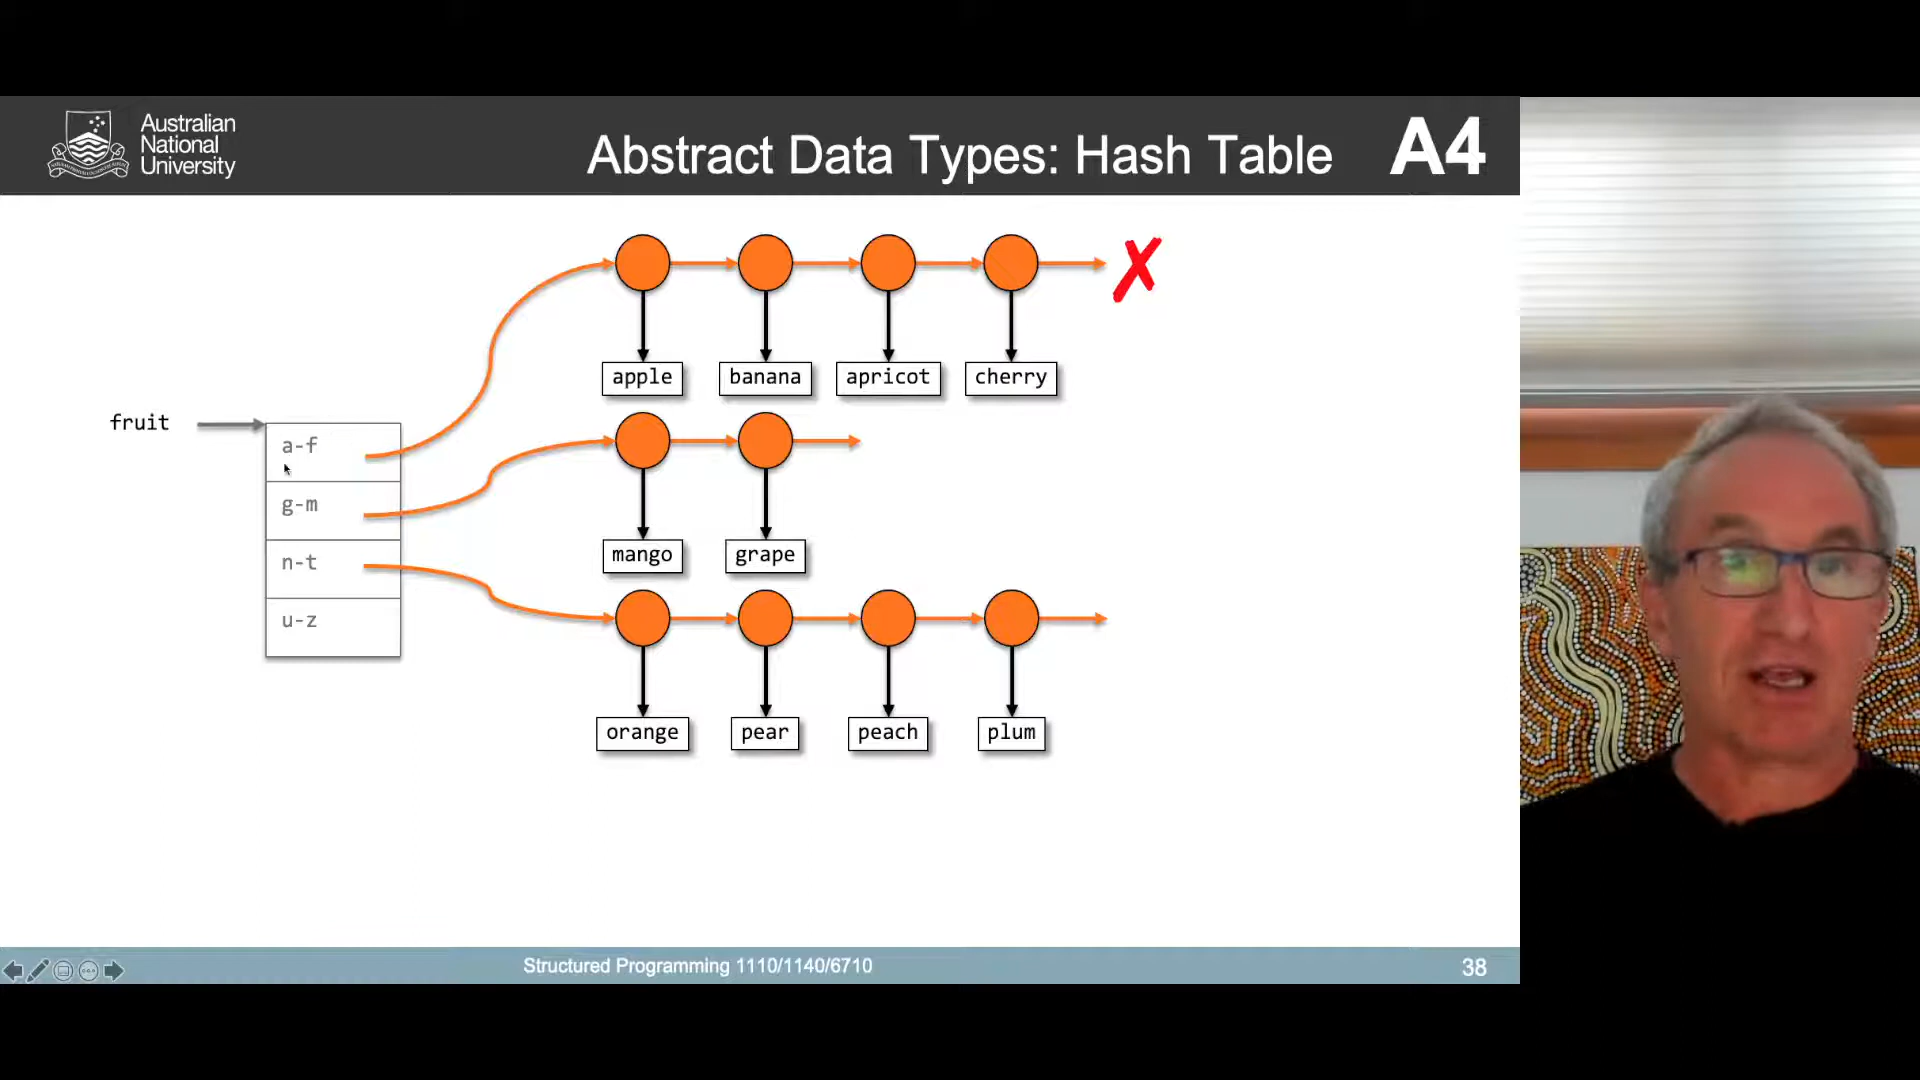 Australian
National
University
Abstract Data Types: Hash Table
A4
apple banana apricot cherry
fruit
a-f
g-m
n-t
u-z
mango grape
orange pear peach plum
Structured Programming 1110/1140/6710
38